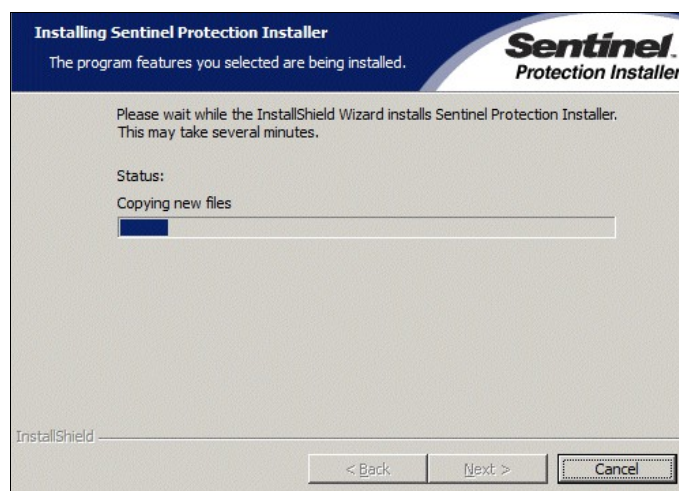 Installing Sentinel Protection Installer
The program features you selected are being installed.
Sentinel.
Protection Installer
Please wait while the InstallShield Wizard installs Sentinel Protection Installer.
This may take several minutes.
Status:
Copying new files
InstallShield
< Back
Next >
Cancel